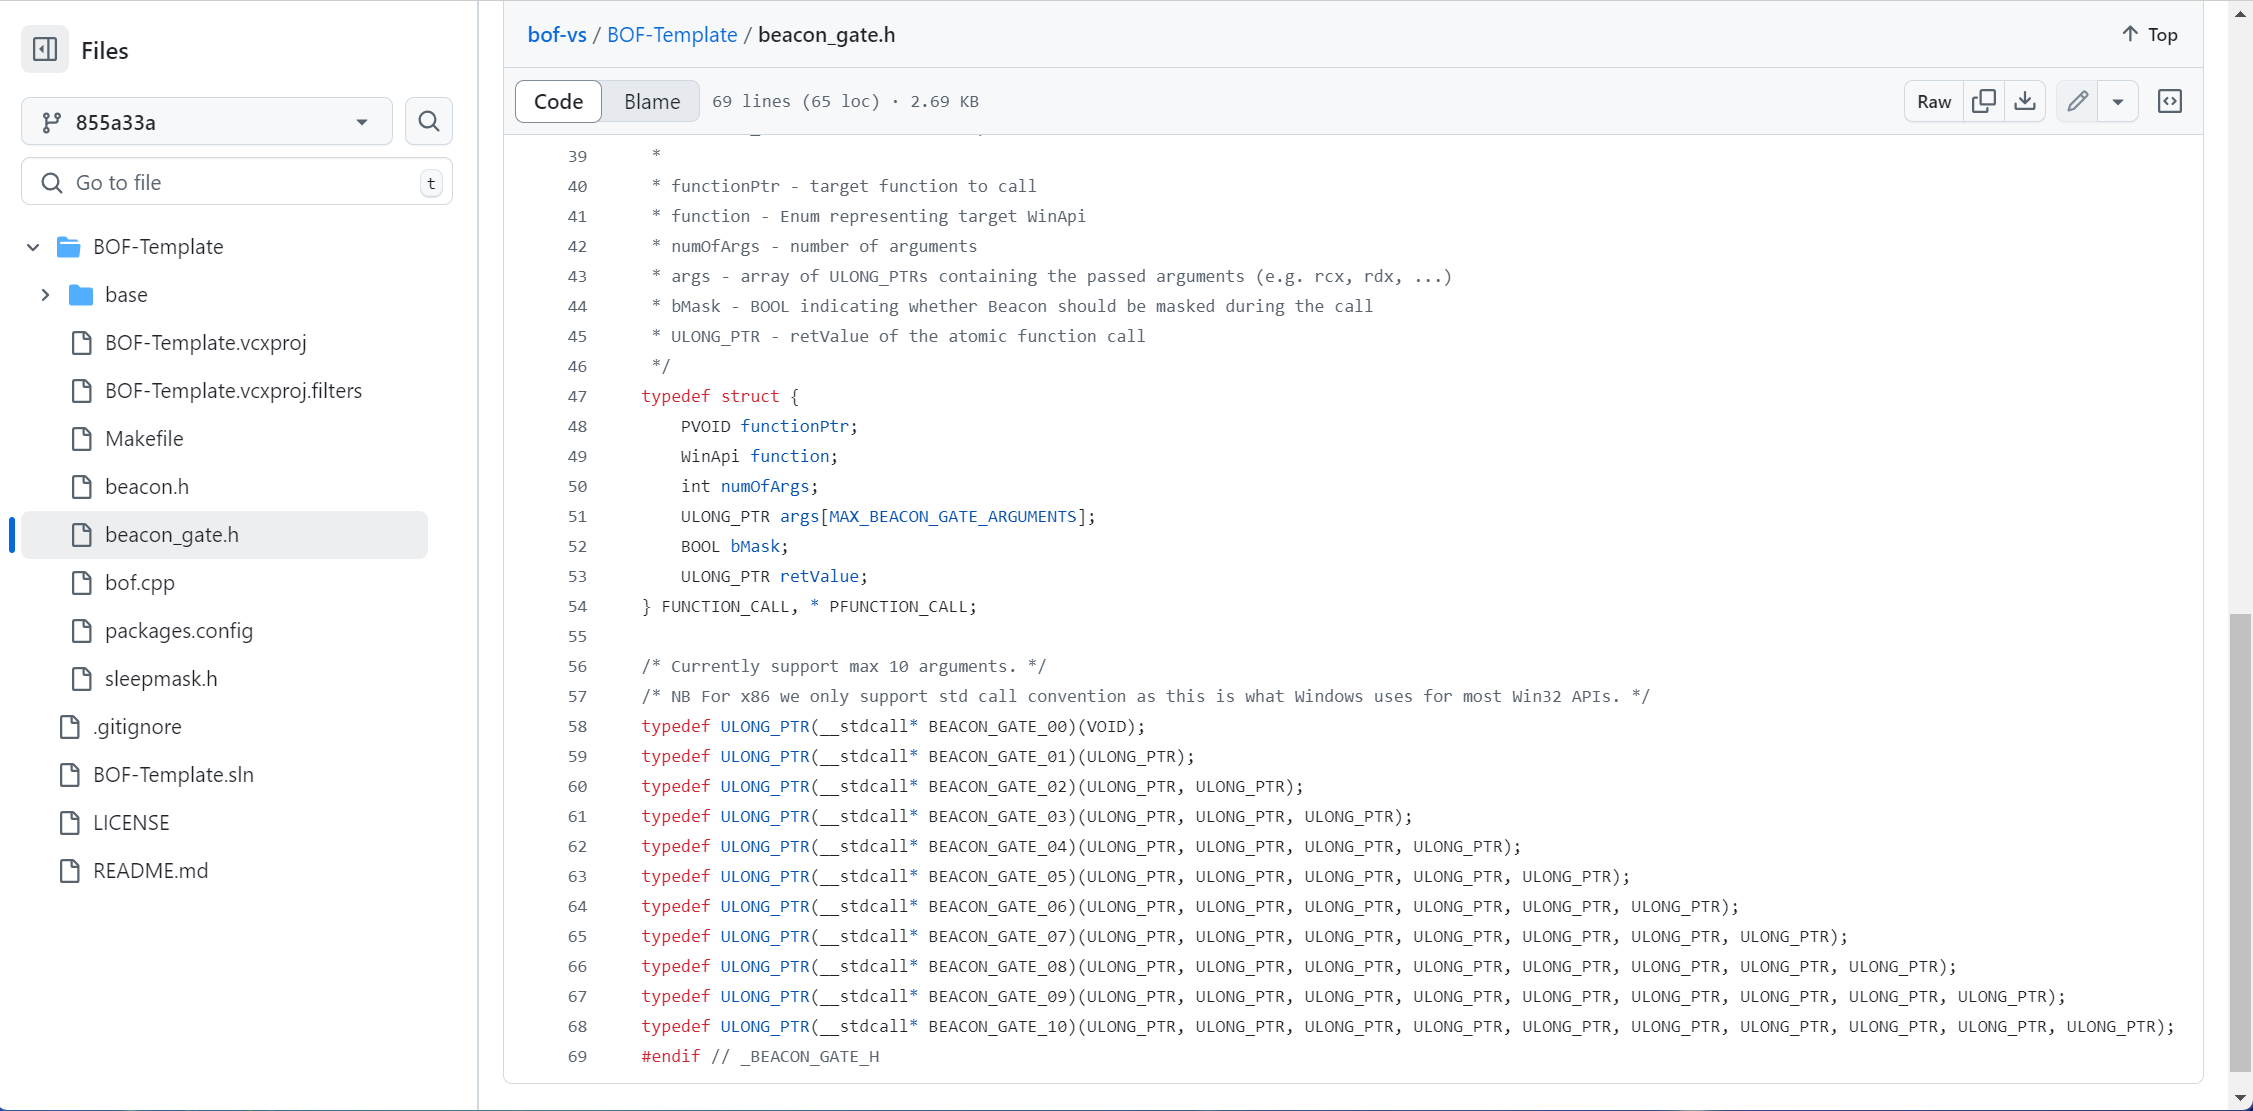 Files
855a33a
Go to file
t
BOF-Template
base
BOF-Template.vcxproj
BOF-Template.vcxproj.filters
Makefile
beacon.h
beacon_gate.h
bof.cpp
packages.config
sleepmask.h
.gitignore
BOF-Template.sln
LICENSE
README.md
bof-vs / BOF-Template / beacon_gate.h
Top
Code Blame 69 lines (65 loc) · 2.69 KB
Raw
39 *
40 * functionPtr - target function to call
41 * function - Enum representing target WinApi
42 * numOfArgs - number of arguments
43 * args - array of ULONG_PTRs containing the passed arguments (e.g. rcx, rdx, ...)
44 * bMask - BOOL indicating whether Beacon should be masked during the call
45 * ULONG_PTR - retValue of the atomic function call
46 */
47 typedef struct {
48 PVOID functionPtr;
49 WinApi function;
50 int numOfArgs;
51 ULONG_PTR args[MAX_BEACON_GATE_ARGUMENTS];
52 BOOL bMask;
53 ULONG_PTR retValue;
54 } FUNCTION_CALL, * PFUNCTION_CALL;
55
56 /* Currently support max 10 arguments. */
57 /* NB For x86 we only support std call convention as this is what Windows uses for most Win32 APIs. */
58 typedef ULONG_PTR(__stdcall* BEACON_GATE_00)(VOID);
59 typedef ULONG_PTR(__stdcall* BEACON_GATE_01)(ULONG_PTR);
60 typedef ULONG_PTR(__stdcall* BEACON_GATE_02)(ULONG_PTR, ULONG_PTR);
61 typedef ULONG_PTR(__stdcall* BEACON_GATE_03)(ULONG_PTR, ULONG_PTR, ULONG_PTR);
62 typedef ULONG_PTR(__stdcall* BEACON_GATE_04)(ULONG_PTR, ULONG_PTR, ULONG_PTR, ULONG_PTR);
63 typedef ULONG_PTR(__stdcall* BEACON_GATE_05)(ULONG_PTR, ULONG_PTR, ULONG_PTR, ULONG_PTR, ULONG_PTR);
64 typedef ULONG_PTR(__stdcall* BEACON_GATE_06)(ULONG_PTR, ULONG_PTR, ULONG_PTR, ULONG_PTR, ULONG_PTR, ULONG_PTR);
65 typedef ULONG_PTR(__stdcall* BEACON_GATE_07)(ULONG_PTR, ULONG_PTR, ULONG_PTR, ULONG_PTR, ULONG_PTR, ULONG_PTR, ULONG_PTR);
66 typedef ULONG_PTR(__stdcall* BEACON_GATE_08)(ULONG_PTR, ULONG_PTR, ULONG_PTR, ULONG_PTR, ULONG_PTR, ULONG_PTR, ULONG_PTR, ULONG_PTR);
67 typedef ULONG_PTR(__stdcall* BEACON_GATE_09)(ULONG_PTR, ULONG_PTR, ULONG_PTR, ULONG_PTR, ULONG_PTR, ULONG_PTR, ULONG_PTR, ULONG_PTR, ULONG_PTR);
68 typedef ULONG_PTR(__stdcall* BEACON_GATE_10)(ULONG_PTR, ULONG_PTR, ULONG_PTR, ULONG_PTR, ULONG_PTR, ULONG_PTR, ULONG_PTR, ULONG_PTR, ULONG_PTR, ULONG_PTR);
69 #endif // _BEACON_GATE_H